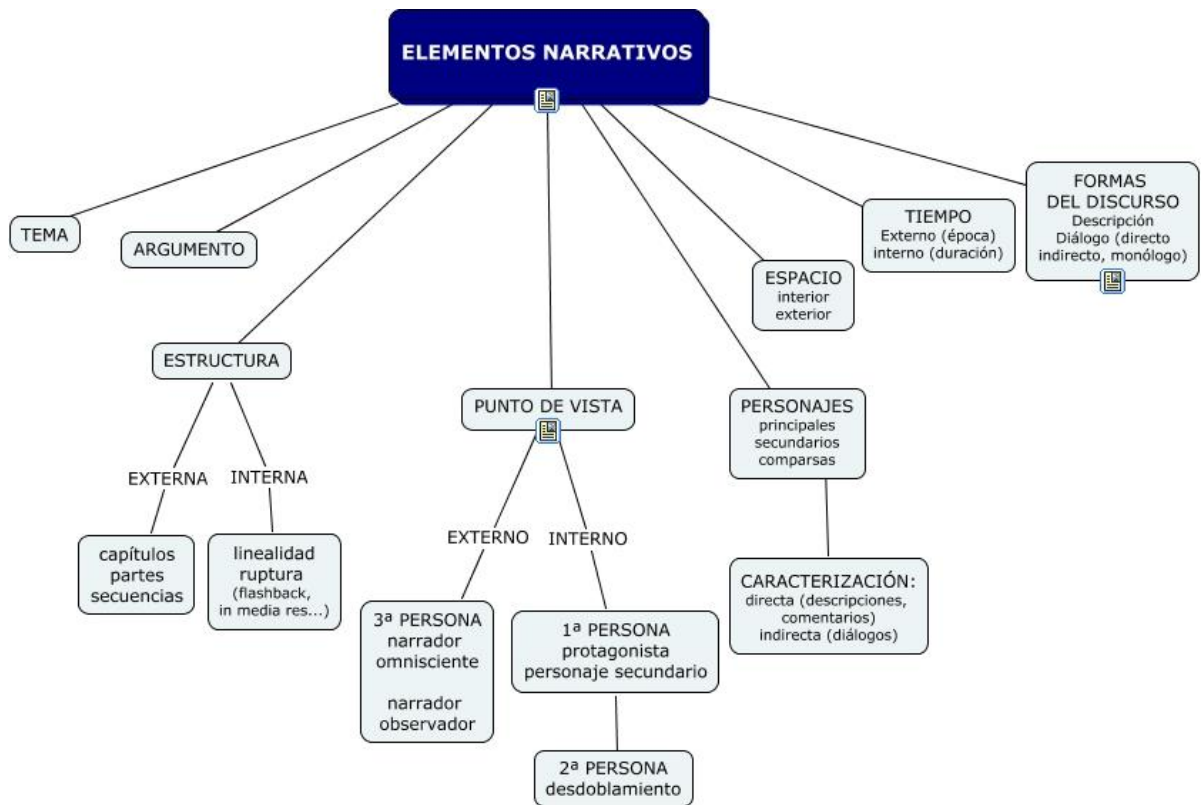 ELEMENTOS NARRATIVOS
TEMA
ARGUMENTO
ESTRUCTURA
EXTERNA
capítulos
partes
secuencias
INTERNA
linealidad
ruptura
(flashback,
in media res...)
PUNTO DE VISTA
EXTERNO
3ª PERSONA
narrador
omnisciente
narrador
observador
INTERNO
1ª PERSONA
protagonista
personaje secundario
2ª PERSONA
desdoblamiento
PERSONAJES
principales
secundarios
comparsas
CARACTERIZACIÓN:
directa (descripciones,
comentarios)
indirecta (diálogos)
ESPACIO
interior
exterior
TIEMPO
Externo (época)
interno (duración)
FORMAS
DEL DISCURSO
Descripción
Diálogo (directo
indirecto, monólogo)